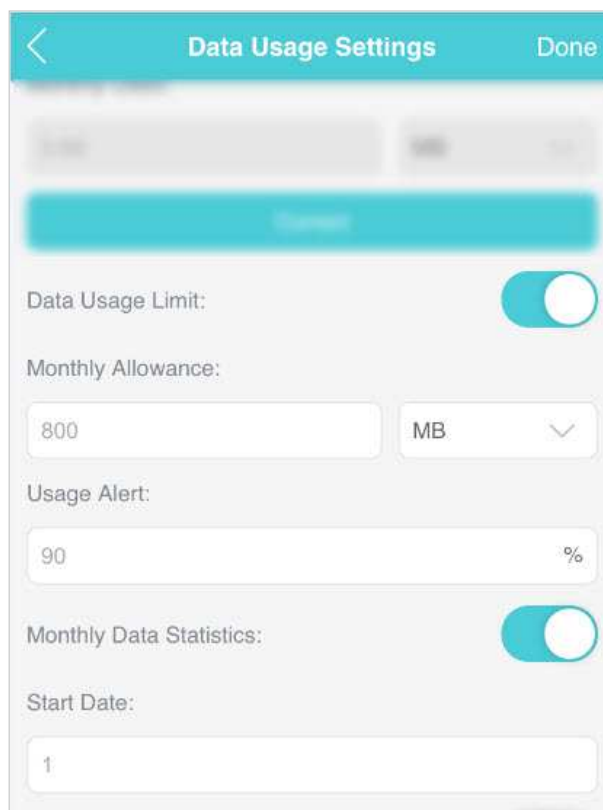 Data Usage Settings Done
Data Usage Limit:
Monthly Allowance:
800 MB
Usage Alert:
90 %
Monthly Data Statistics:
Start Date:
1